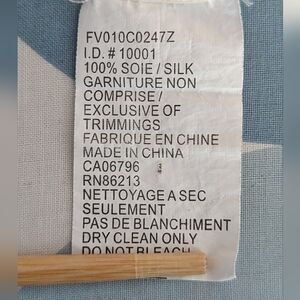 FV010C0247Z
I.D. # 10001
100% SOIE / SILK
GARNITURE NON
COMPRISE /
EXCLUSIVE OF
TRIMMINGS
FABRIQUE EN CHINE
MADE IN CHINA
CA06796
RN86213
NETTOYAGE A SEC
SEULEMENT
PAS DE BLANCHIMENT
DRY CLEAN ONLY
DO NOT BLEACH